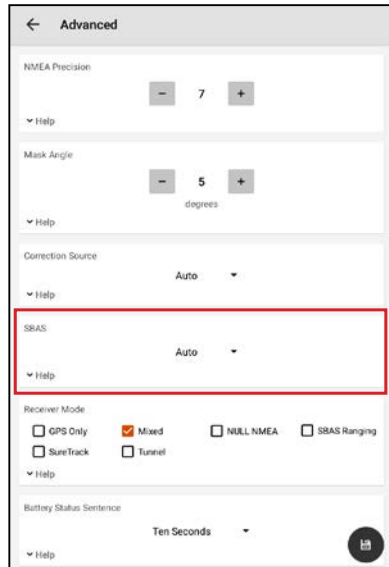 Advanced
NMEA Precision
- 7 +
Help
Mask Angle
- 5 +
degrees
Help
Correction Source
Auto
Help
SBAS
Auto
Help
Receiver Mode
GPS Only Mixed NULL NMEA SBAS Ranging
SureTrack Tunnel
Help
Battery Status Sentence
Ten Seconds
Help